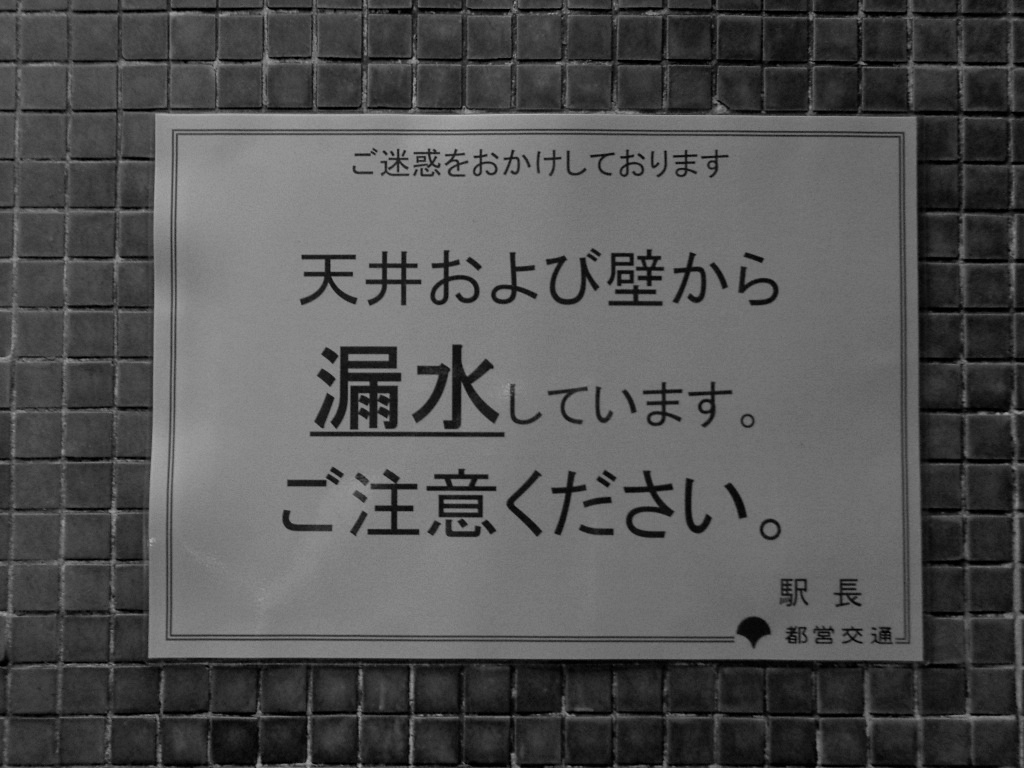 ご迷惑をおかけしております
天井および壁から
漏水しています。
ご注意ください。
駅長
都営交通